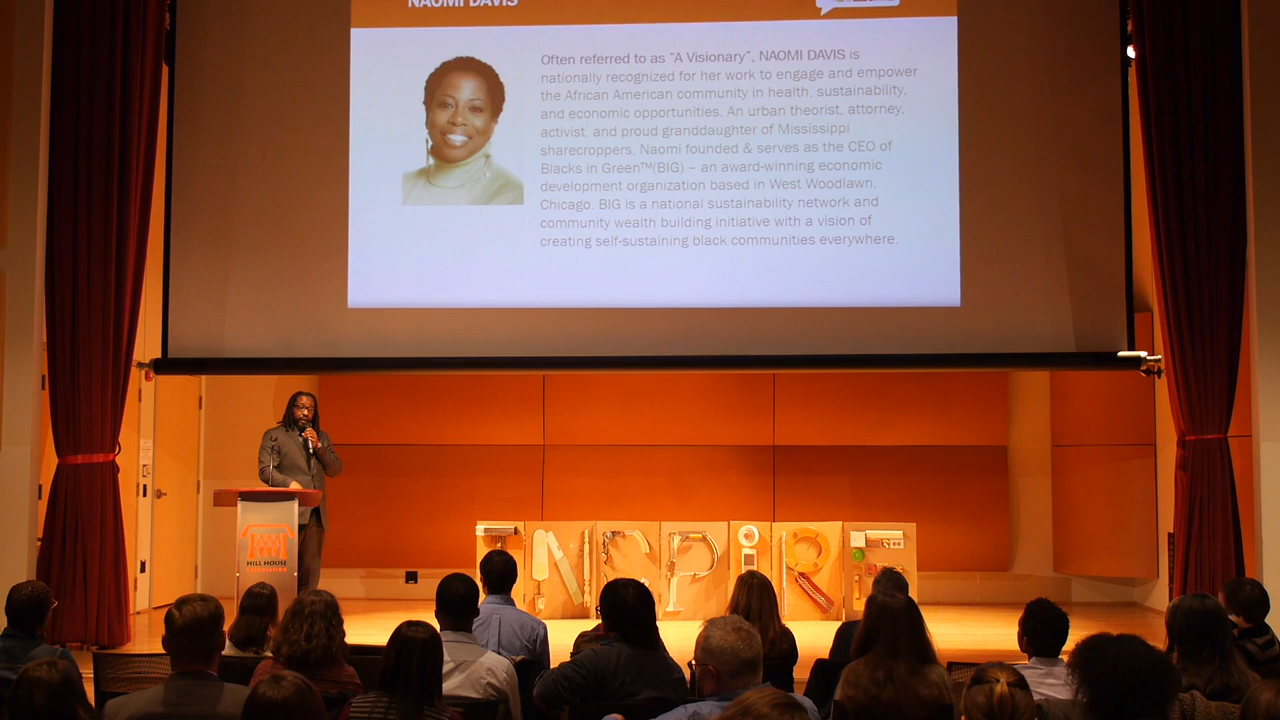 NAOMI DAVIS
Often referred to as "A Visionary", NAOMI DAVIS is
nationally recognized for her work to engage and empower
the African American community in health, sustainability,
and economic opportunities. An urban theorist, attorney,
activist, and proud granddaughter of Mississippi
sharecroppers, Naomi founded & serves as the CEO of
Blacks in Green™(BIG) – an award-winning economic
development organization based in West Woodlawn,
Chicago. BIG is a national sustainability network and
community wealth building initiative with a vision of
creating self-sustaining black communities everywhere.
HILL HOUSE
ASSOCIATION
INSPIRE